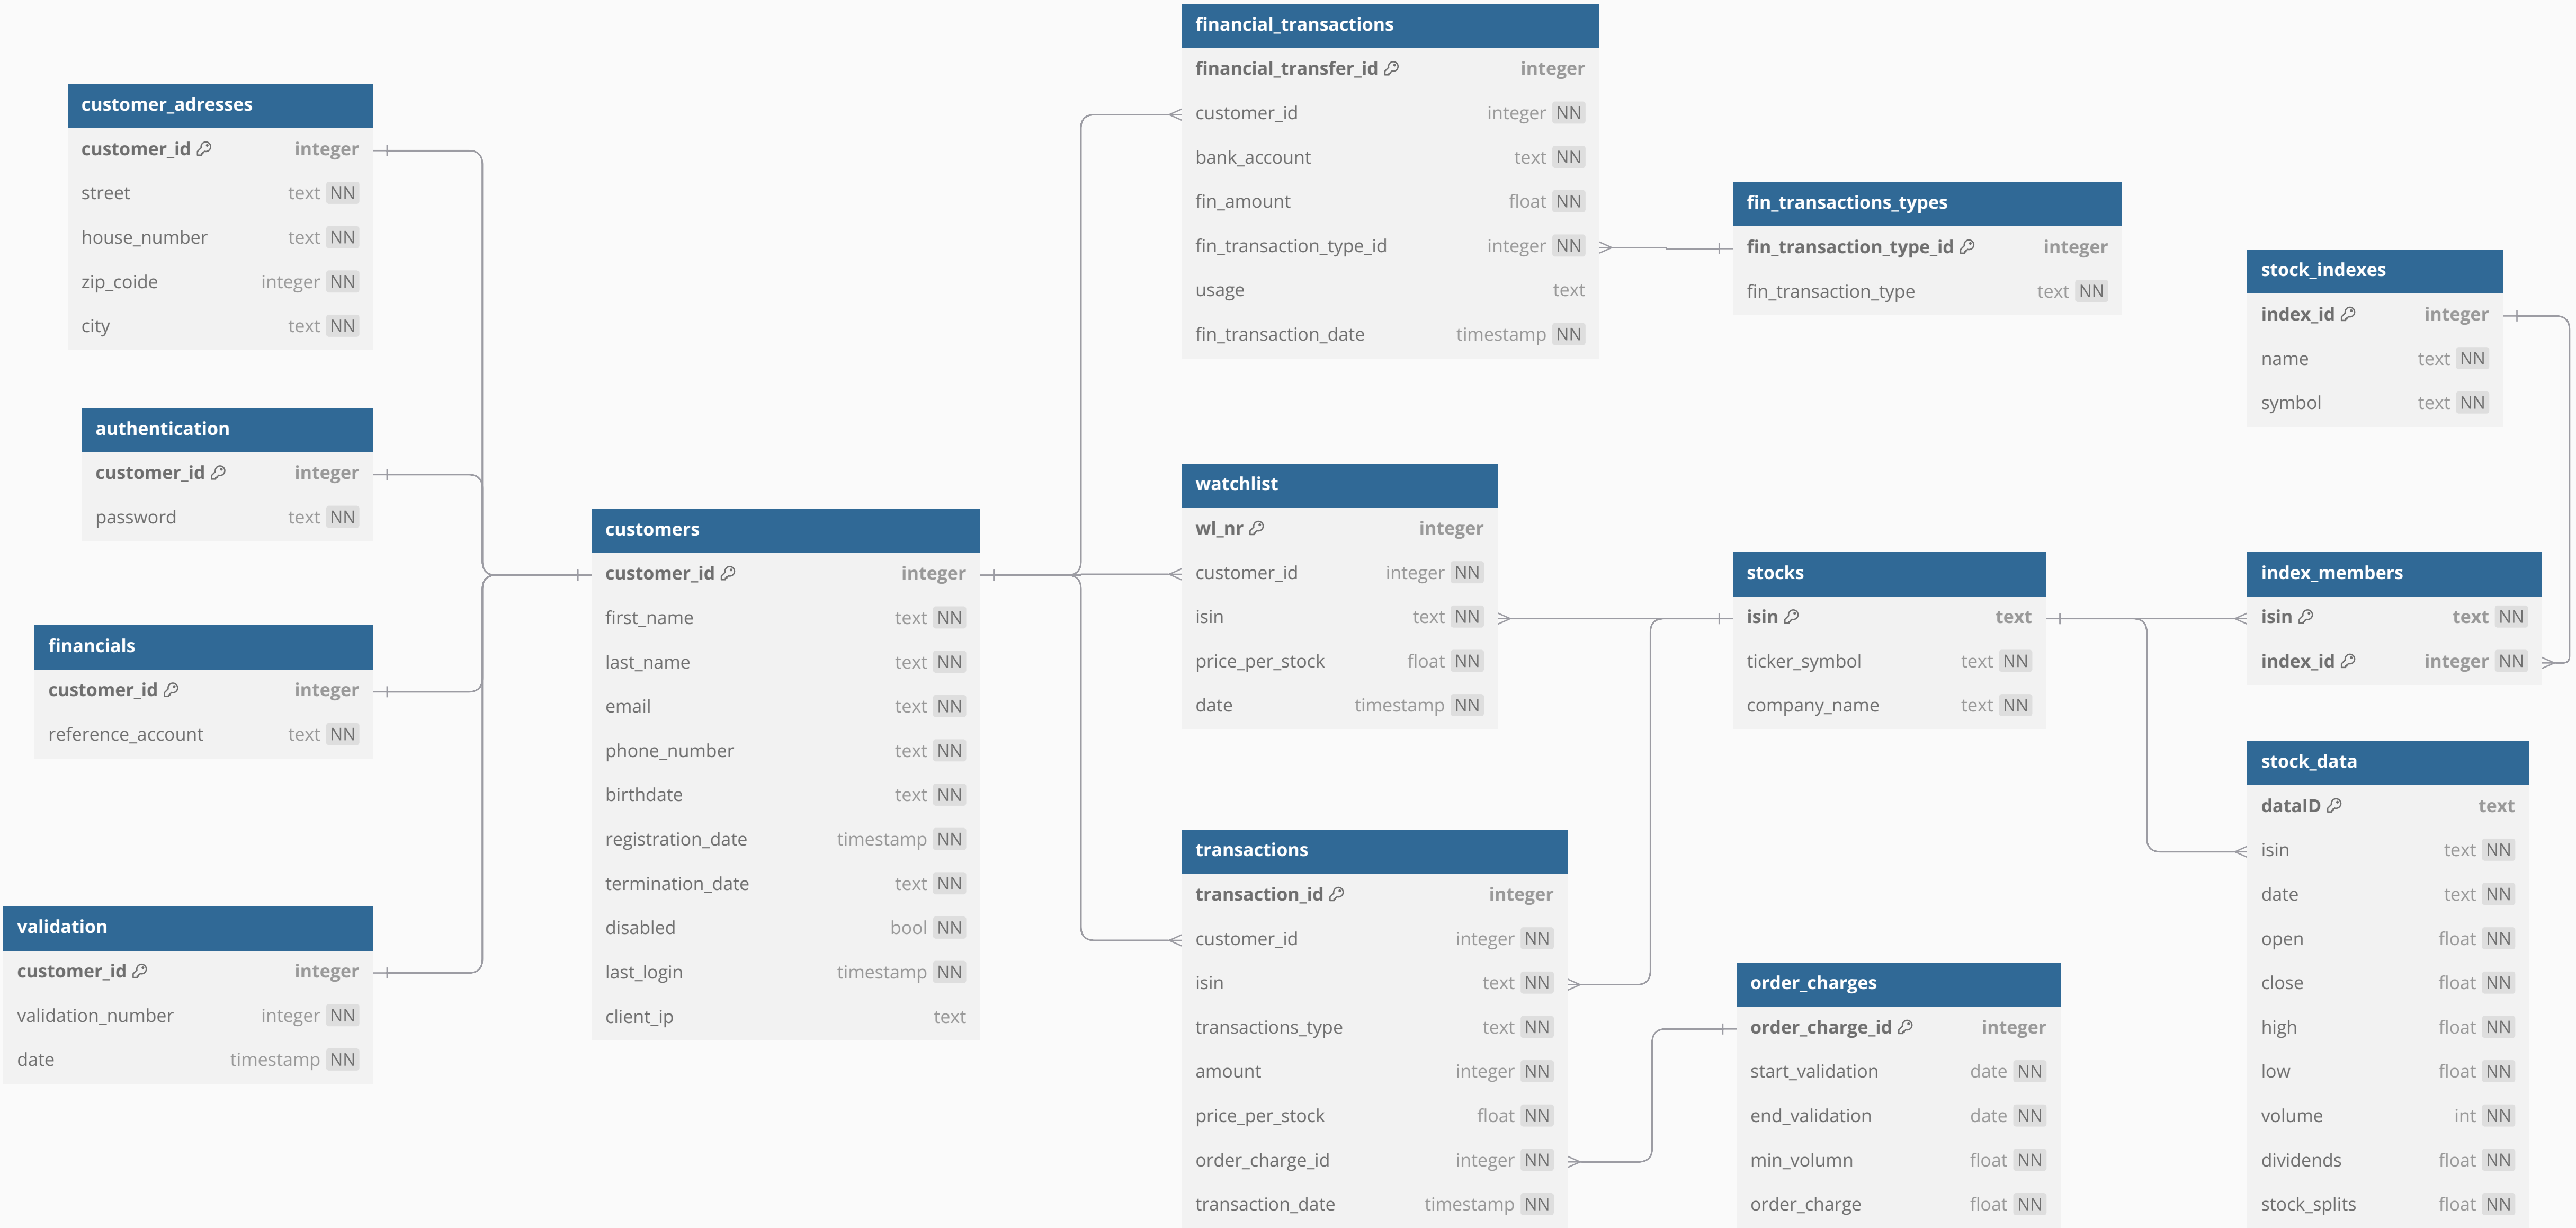 customer_adresses
customer_id integer
street text NN
house_number text NN
zip_coide integer NN
city text NN
authentication
customer_id integer
password text NN
financials
customer_id integer
reference_account text NN
validation
customer_id integer
validation_number integer NN
date timestamp NN
customers
customer_id integer
first_name text NN
last_name text NN
email text NN
phone_number text NN
birthdate text NN
registration_date timestamp NN
termination_date text NN
disabled bool NN
last_login timestamp NN
client_ip text
financial_transactions
financial_transfer_id integer
customer_id integer NN
bank_account text NN
fin_amount float NN
fin_transaction_type_id integer NN
usage text
fin_transaction_date timestamp NN
watchlist
wl_nr integer
customer_id integer NN
isin text NN
price_per_stock float NN
date timestamp NN
transactions
transaction_id integer
customer_id integer NN
isin text NN
transactions_type text NN
amount integer NN
price_per_stock float NN
order_charge_id integer NN
transaction_date timestamp NN
fin_transactions_types
fin_transaction_type_id integer
fin_transaction_type text NN
stocks
isin text
ticker_symbol text NN
company_name text NN
order_charges
order_charge_id integer
start_validation date NN
end_validation date NN
min_volumn float NN
order_charge float NN
stock_indexes
index_id integer
name text NN
symbol text NN
index_members
isin text NN
index_id integer NN
stock_data
dataID text
isin text NN
date text NN
open float NN
close float NN
high float NN
low float NN
volume int NN
dividends float NN
stock_splits float NN